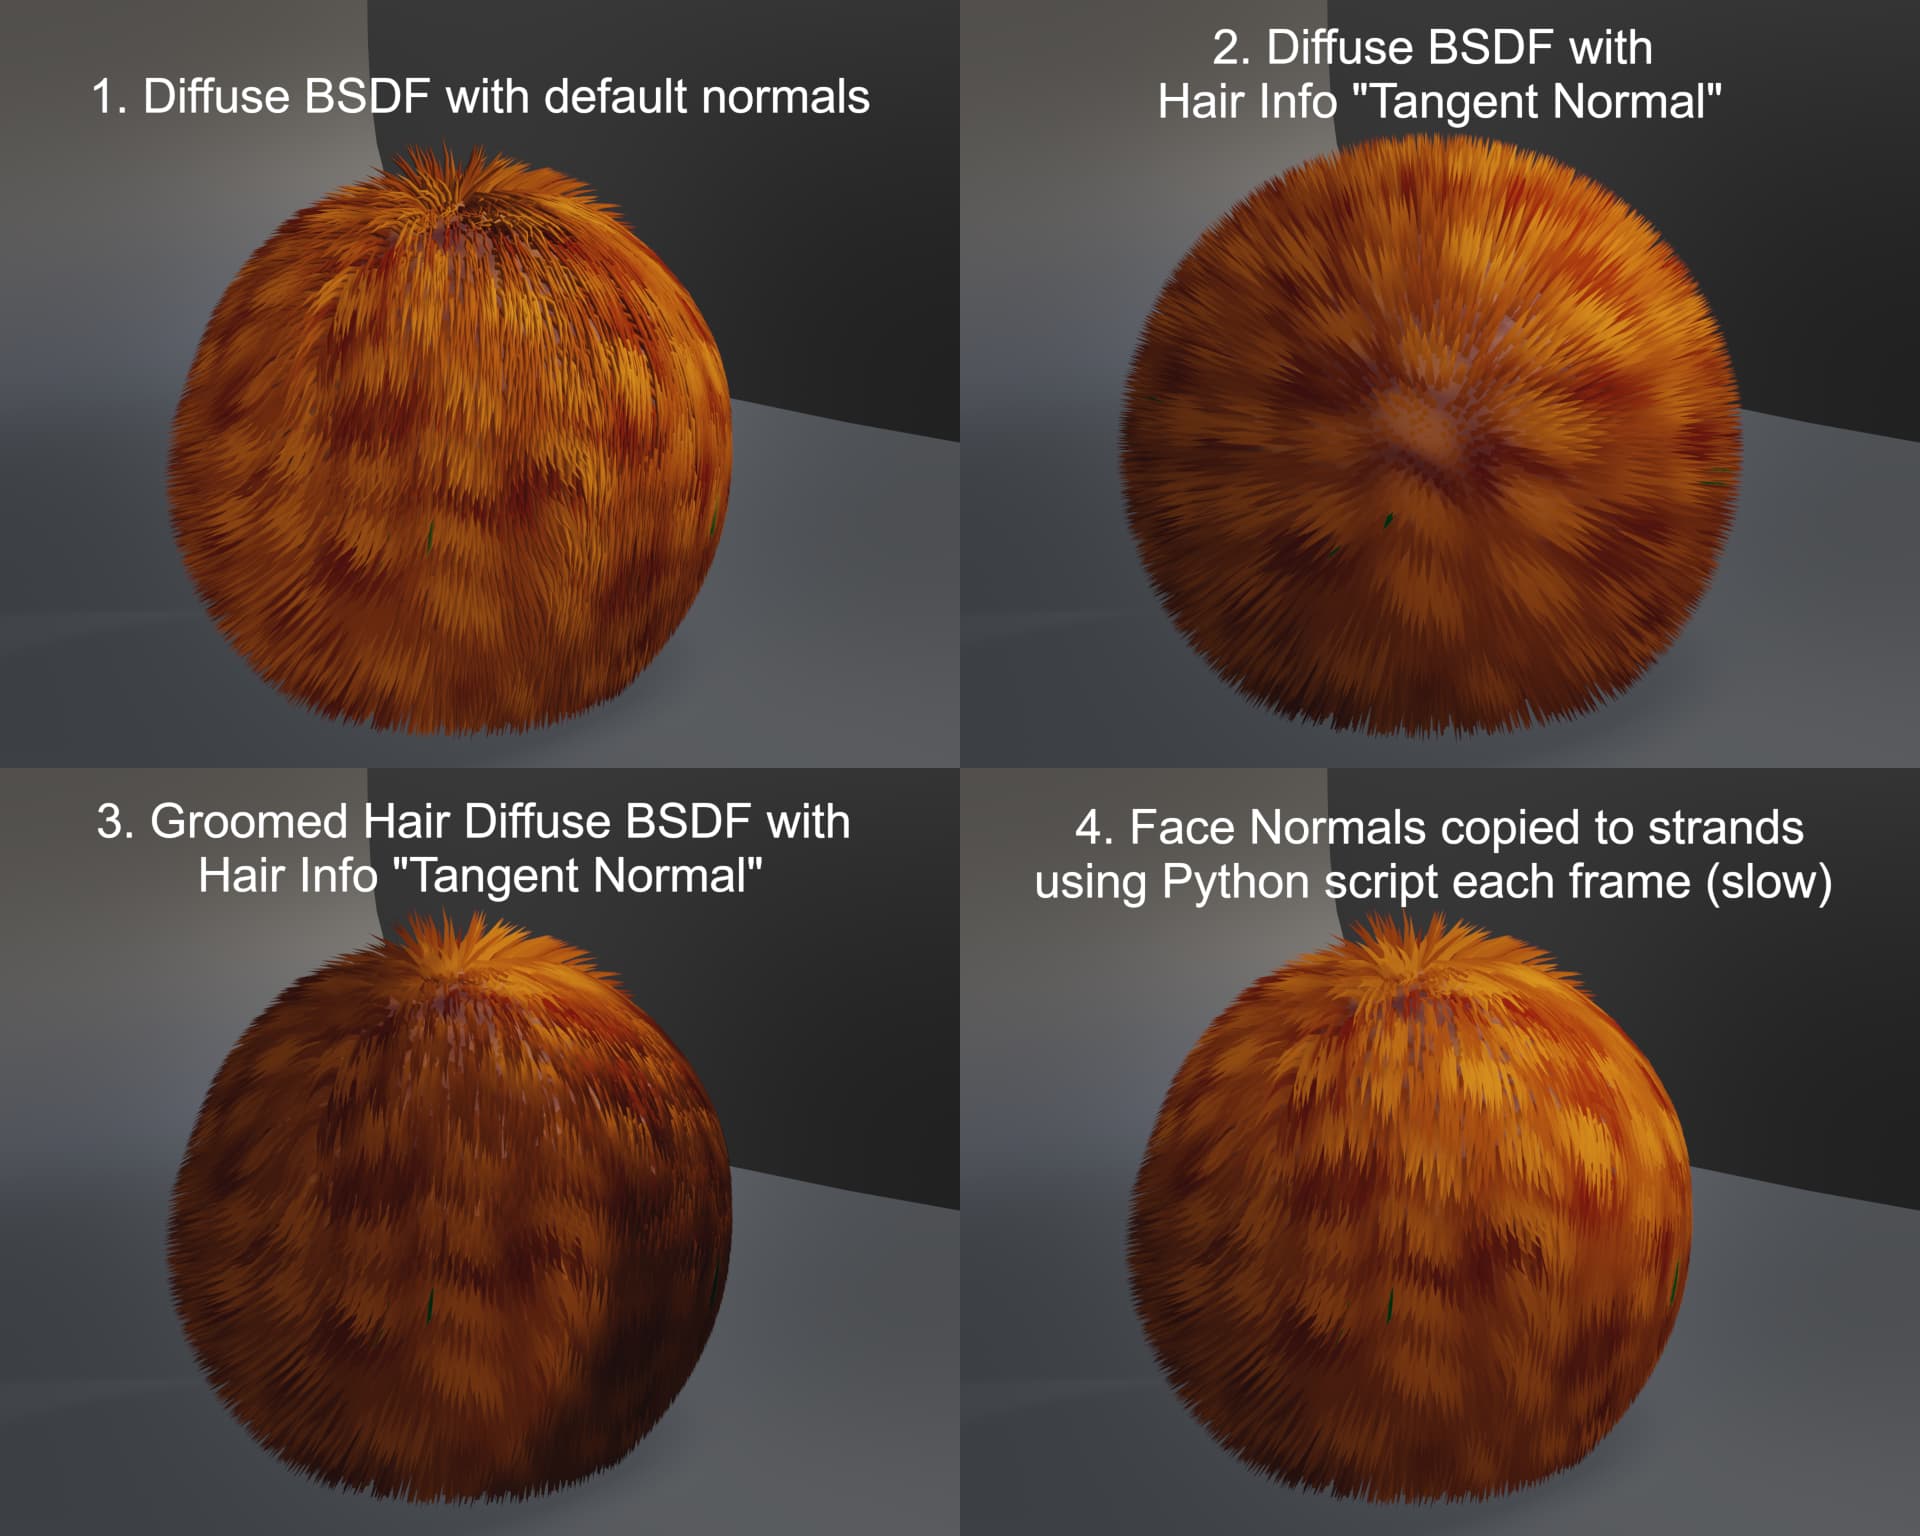 1. Diffuse BSDF with default normals
2. Diffuse BSDF with
Hair Info "Tangent Normal"
3. Groomed Hair Diffuse BSDF with
Hair Info "Tangent Normal"
4. Face Normals copied to strands
using Python script each frame (slow)